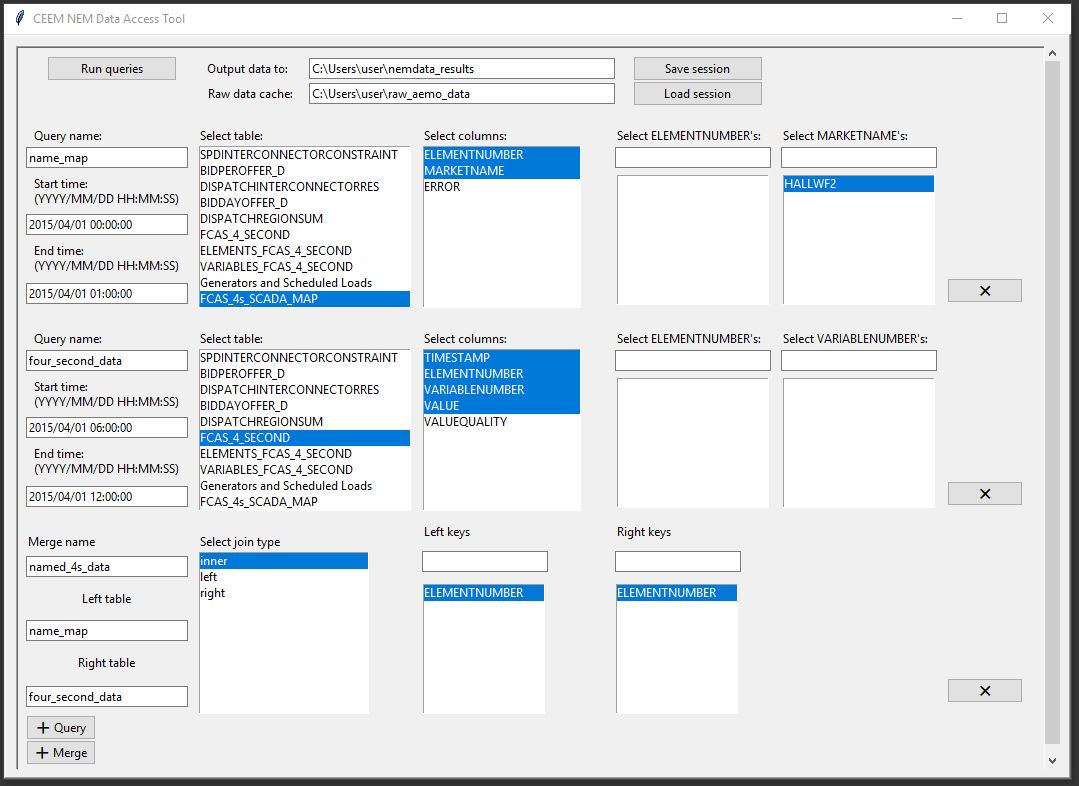 CEEM NEM Data Access Tool
Run queries
Output data to:
C:\Users\user\nemdata_results
Save session
Raw data cache:
C:\Users\user\raw_aemo_data
Load session
Query name:
name_map
Start time:
(YYYY/MM/DD HH:MM:SS)
2015/04/01 00:00:00
End time:
(YYYY/MM/DD HH:MM:SS)
2015/04/01 01:00:00
Select table:
SPDINTERCONNECTORCONSTRAINT
BIDPEROFFER_D
DISPATCHINTERCONNECTORRES
BIDDAYOFFER_D
DISPATCHREGIONSUM
FCAS_4_SECOND
ELEMENTS_FCAS_4_SECOND
VARIABLES_FCAS_4_SECOND
Generators and Scheduled Loads
FCAS_4s_SCADA_MAP
Select columns:
ELEMENTNUMBER
MARKETNAME
ERROR
Select ELEMENTNUMBER's:
Select MARKETNAME's:
HALLWF2
Query name:
four_second_data
Start time:
(YYYY/MM/DD HH:MM:SS)
2015/04/01 06:00:00
End time:
(YYYY/MM/DD HH:MM:SS)
2015/04/01 12:00:00
Select table:
SPDINTERCONNECTORCONSTRAINT
BIDPEROFFER_D
DISPATCHINTERCONNECTORRES
BIDDAYOFFER_D
DISPATCHREGIONSUM
FCAS_4_SECOND
ELEMENTS_FCAS_4_SECOND
VARIABLES_FCAS_4_SECOND
Generators and Scheduled Loads
FCAS_4s_SCADA_MAP
Select columns:
TIMESTAMP
ELEMENTNUMBER
VARIABLENUMBER
VALUE
VALUEQUALITY
Select ELEMENTNUMBER's:
Select VARIABLENUMBER's:
Merge name
named_4s_data
Left table
name_map
Right table
four_second_data
Select join type
inner
left
right
Left keys
ELEMENTNUMBER
Right keys
ELEMENTNUMBER
+ Query
+ Merge